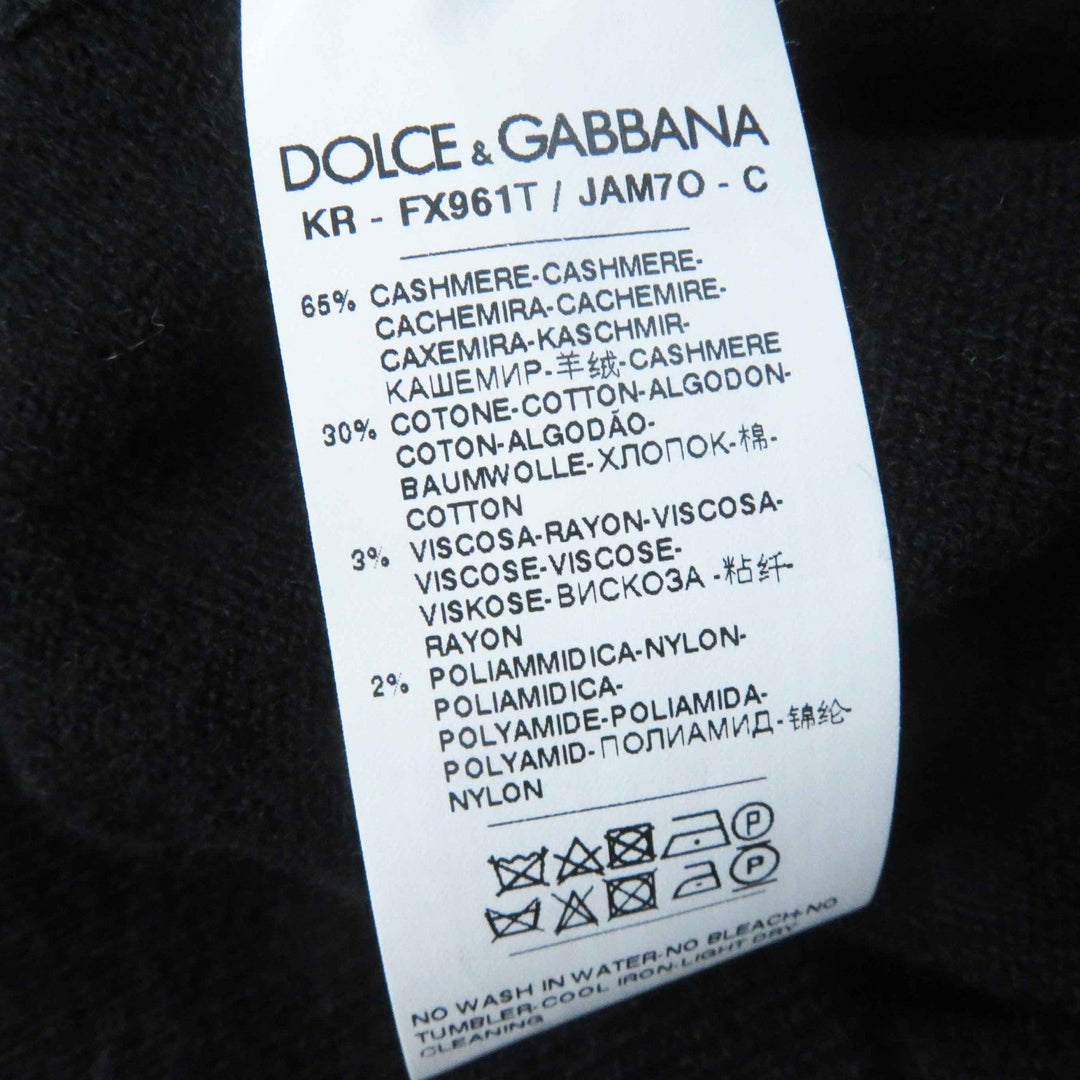 DOLCE & GABBANA
KR - FX961T / JAM7O - C
65% CASHMERE-CASHMERE-
CACHEMIRA-CACHEMIRE-
CAXEMIRA-KASCHMIR-
КАШЕМИР-羊绒-CASHMERE
30% COTONE-COTTON-ALGODON-
COTON-ALGODÃO-
BAUMWOLLE-ХЛОПОК-棉-
COTTON
3% VISCOSA-RAYON-VISCOSA-
VISCOSE-VISCOSE-
VISKOSE-ВИСКОЗА -粘纤-
RAYON
2% POLIAMMIDICA-NYLON-
POLIAMIDICA-
POLYAMIDE-POLIAMIDA-
POLYAMID-ПОЛИАМИД-锦纶-
NYLON
P
P
NO WASH IN WATER-NO BLEACH-NO
TUMBLER-COOL IRON-LIGHT DRY
CLEANING